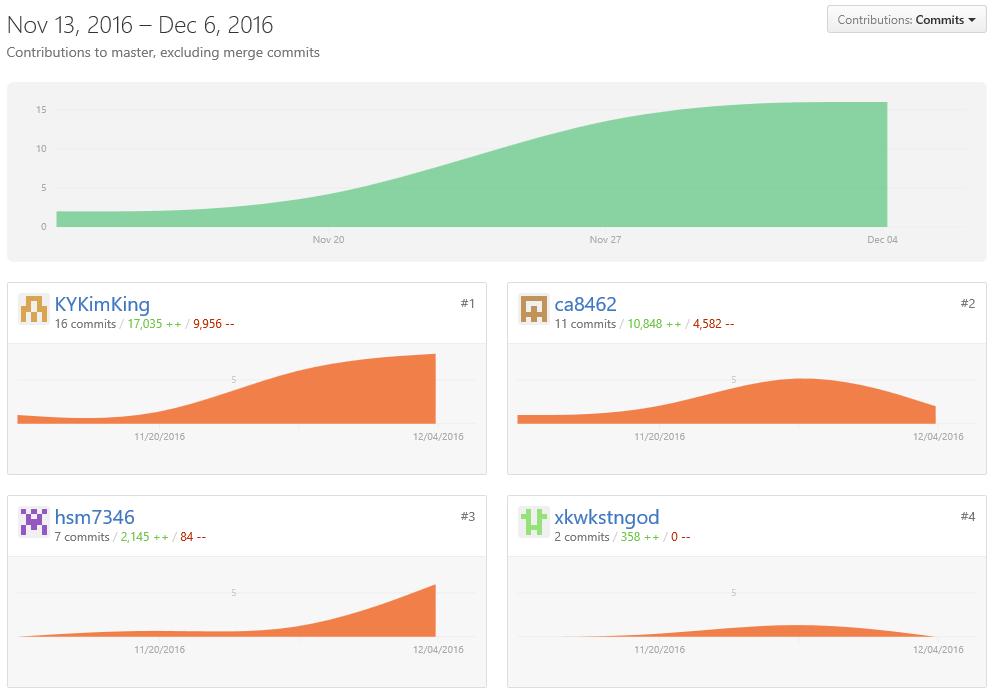 Nov 13, 2016 – Dec 6, 2016
Contributions: Commits
Contributions to master, excluding merge commits
15
10
5
0
Nov 20
Nov 27
Dec 04
KYKimKing
#1
16 commits / 17,035 ++ / 9,956 --
5
11/20/2016
12/04/2016
ca8462
#2
11 commits / 10,848 ++ / 4,582 --
5
11/20/2016
12/04/2016
hsm7346
#3
7 commits / 2,145 ++ / 84 --
5
11/20/2016
12/04/2016
xkwkstngod
#4
2 commits / 358 ++ / 0 --
5
11/20/2016
12/04/2016